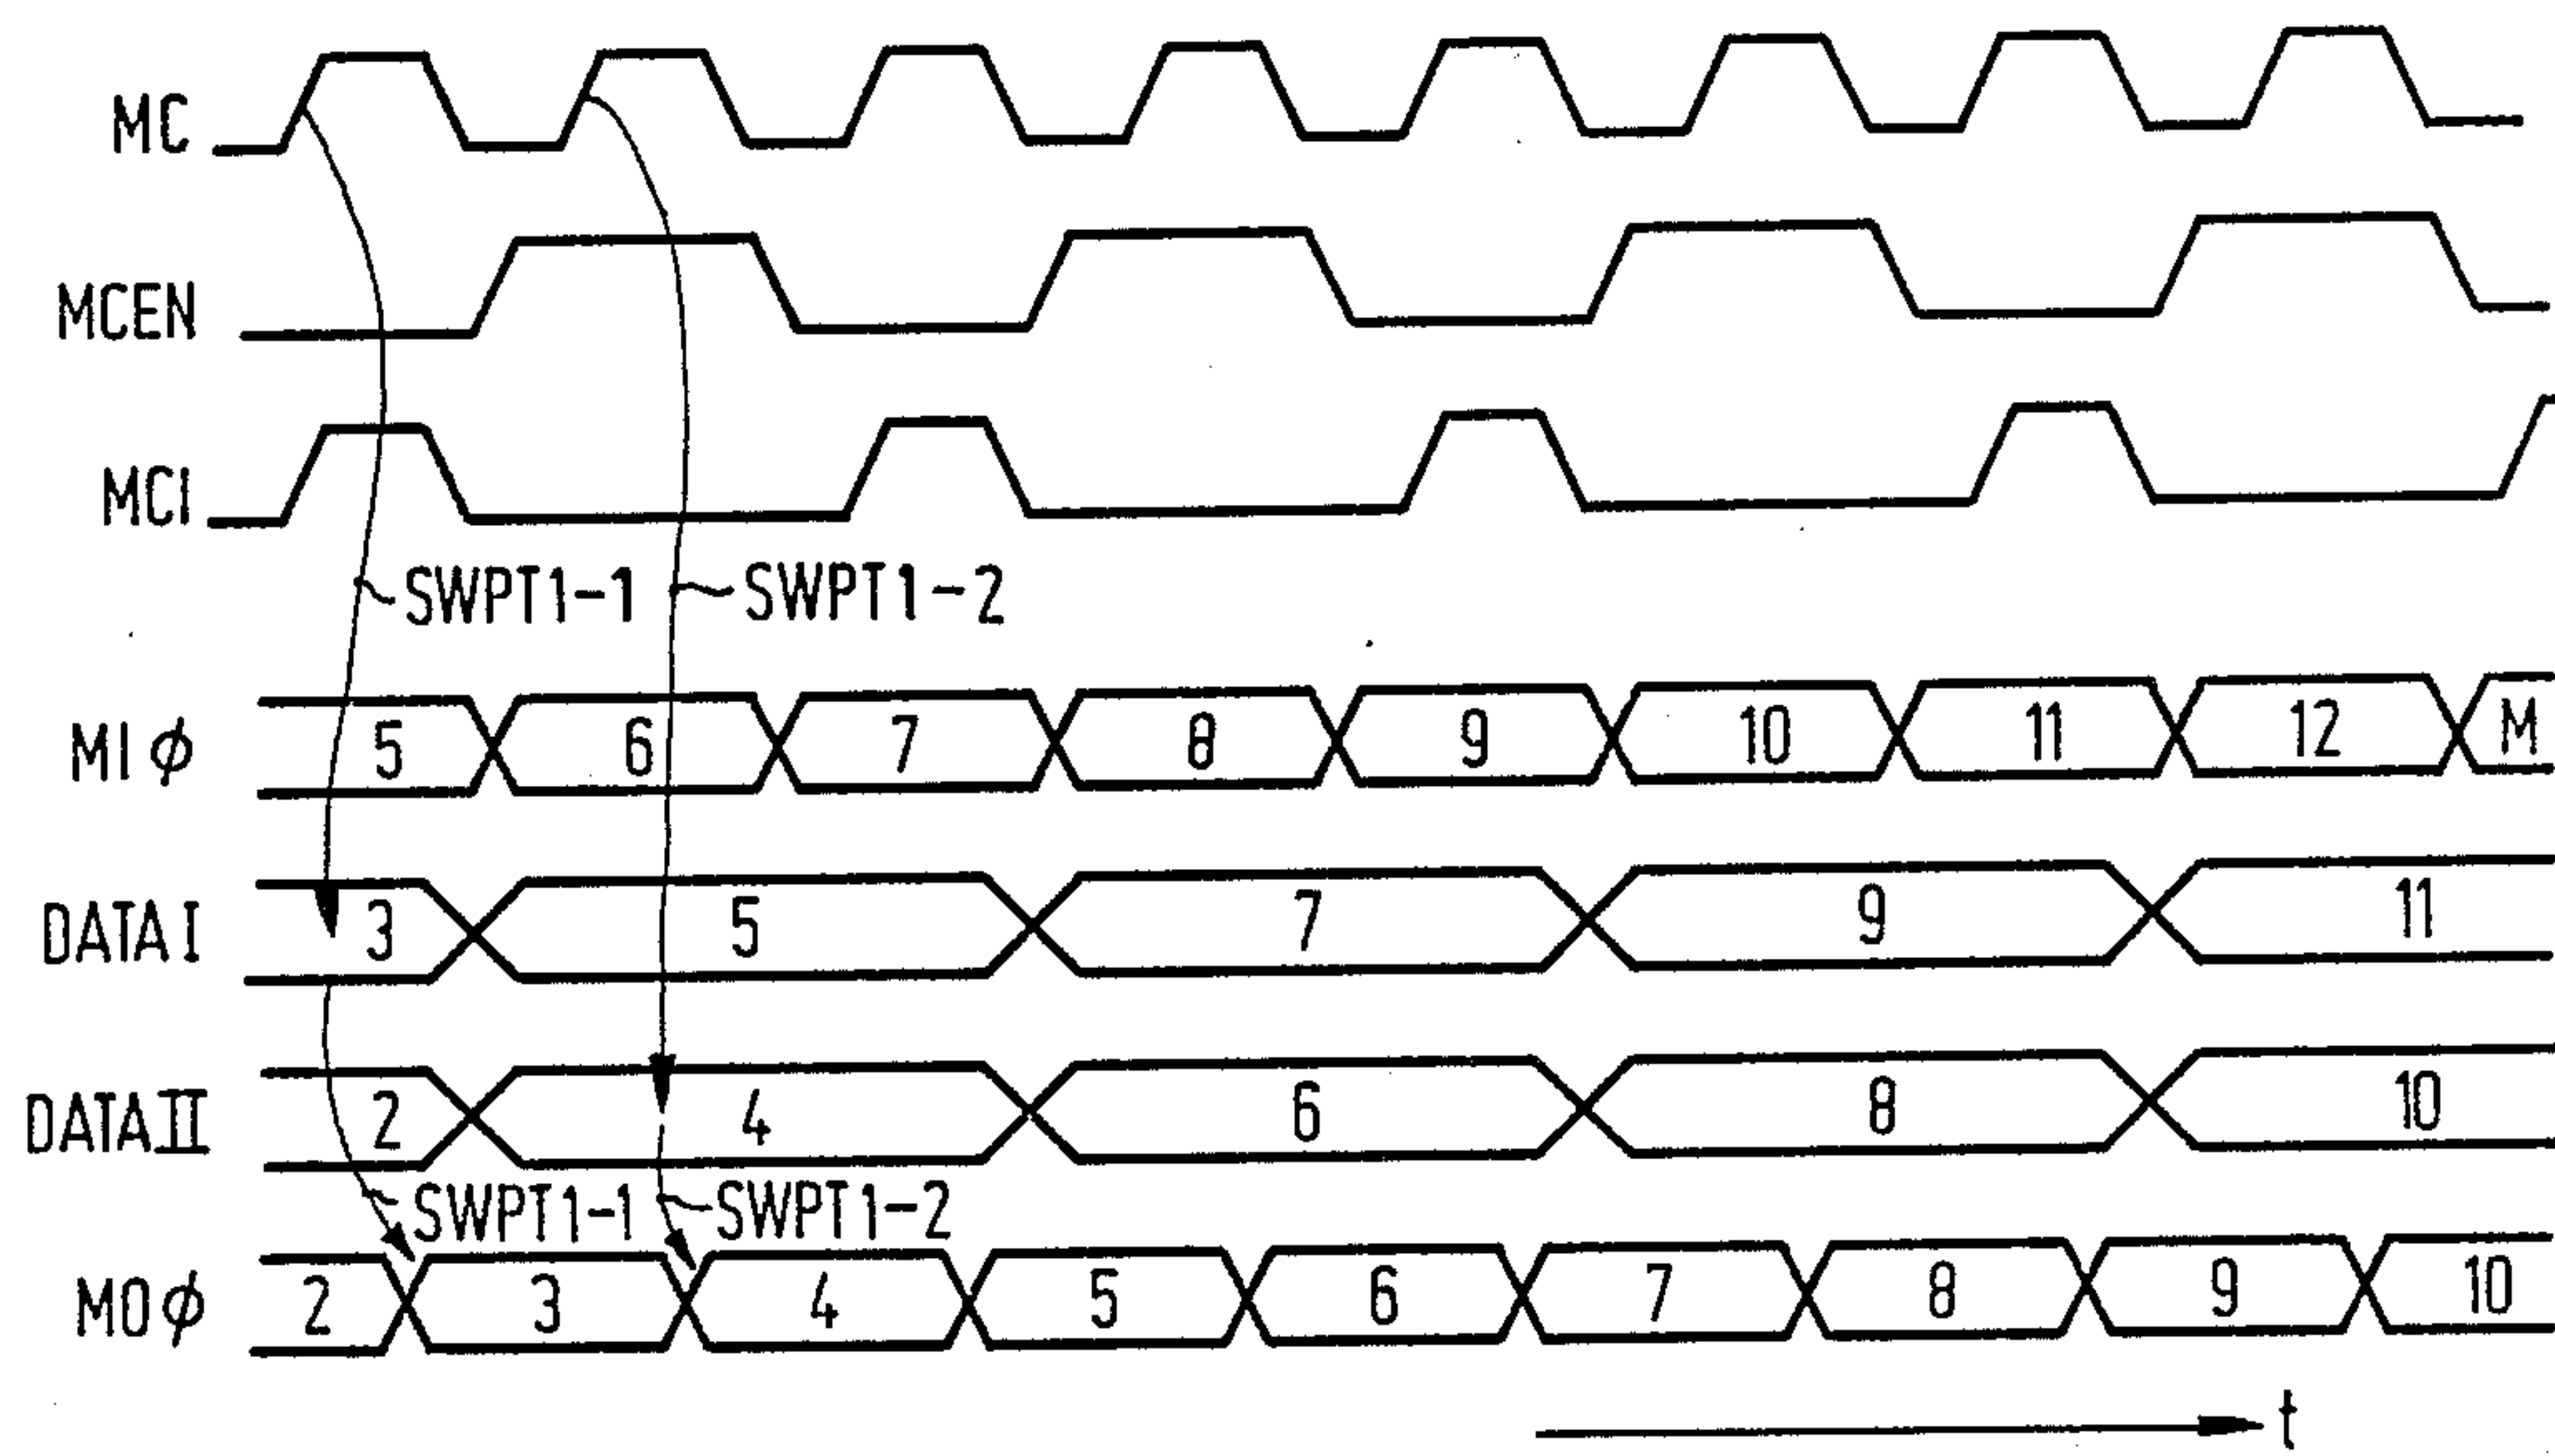 MC
MCEN
MCI
SWPT1-1 SWPT1-2
MIϕ 5 6 7 8 9 10 11 12 M
DATA I 3 5 7 9 11
DATA II 2 4 6 8 10
SWPT1-1 SWPT1-2
MOϕ 2 3 4 5 6 7 8 9 10
t